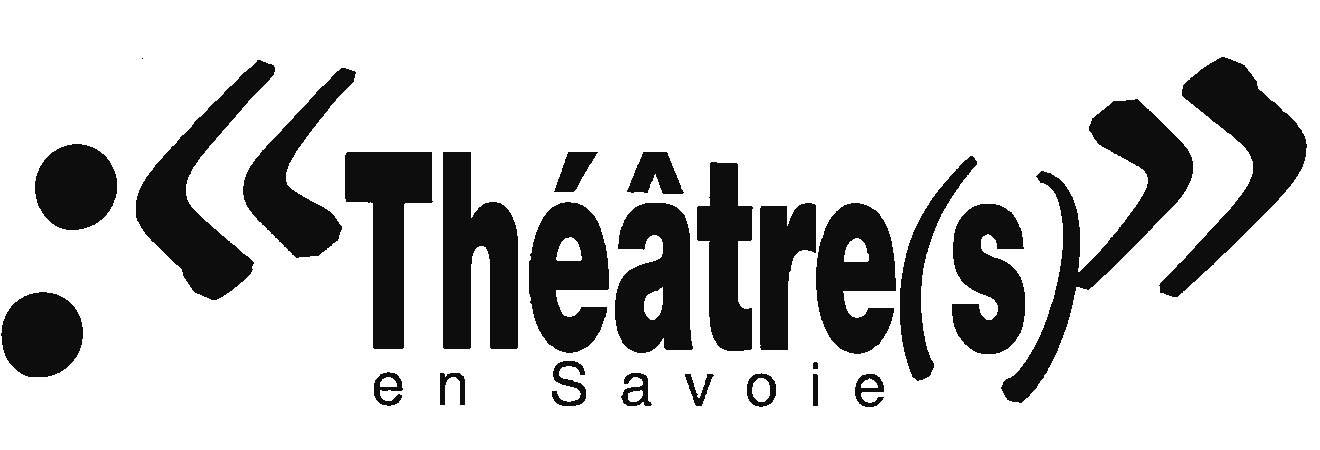 : « Théâtre(s) »
en Savoie